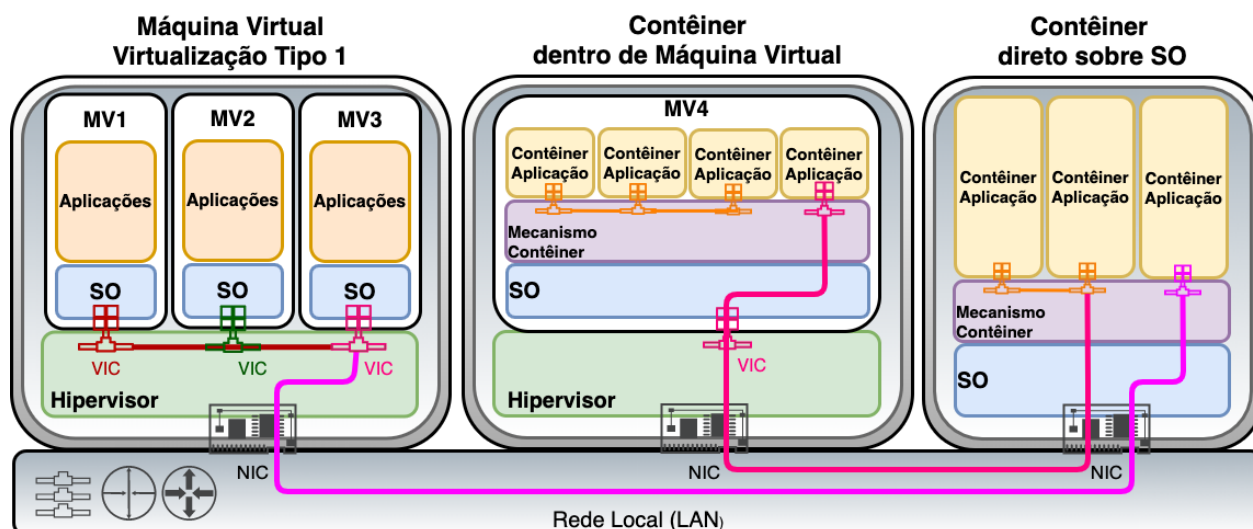 Máquina Virtual
Virtualização Tipo 1
MV1
MV2
MV3
Aplicações
Aplicações
Aplicações
SO
SO
SO
VIC
VIC
VIC
Hipervisor
NIC
Contêiner
dentro de Máquina Virtual
MV4
Contêiner
Aplicação
Contêiner
Aplicação
Contêiner
Aplicação
Contêiner
Aplicação
Mecanismo
Contêiner
SO
VIC
Hipervisor
NIC
Contêiner
direto sobre SO
Contêiner
Aplicação
Contêiner
Aplicação
Contêiner
Aplicação
Mecanismo
Contêiner
SO
NIC
Rede Local (LAN)